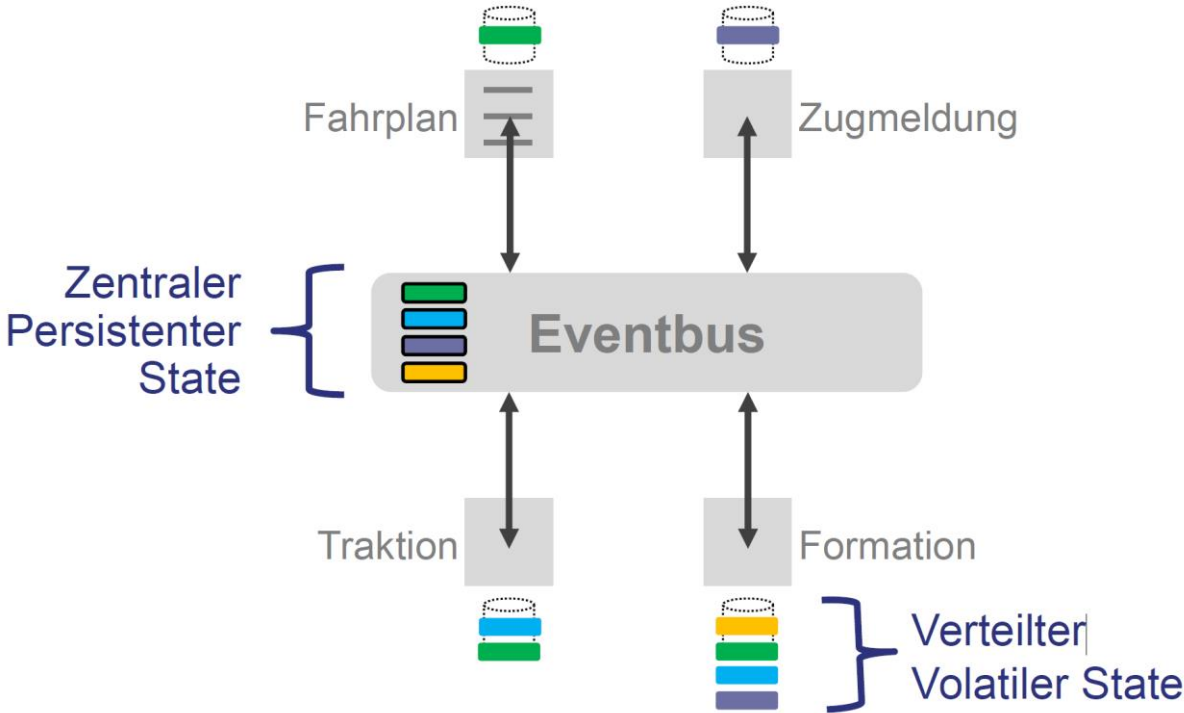 Fahrplan
Zugmeldung
Zentraler
Persistenter
State
Eventbus
Traktion
Formation
Verteilter
Volatiler State